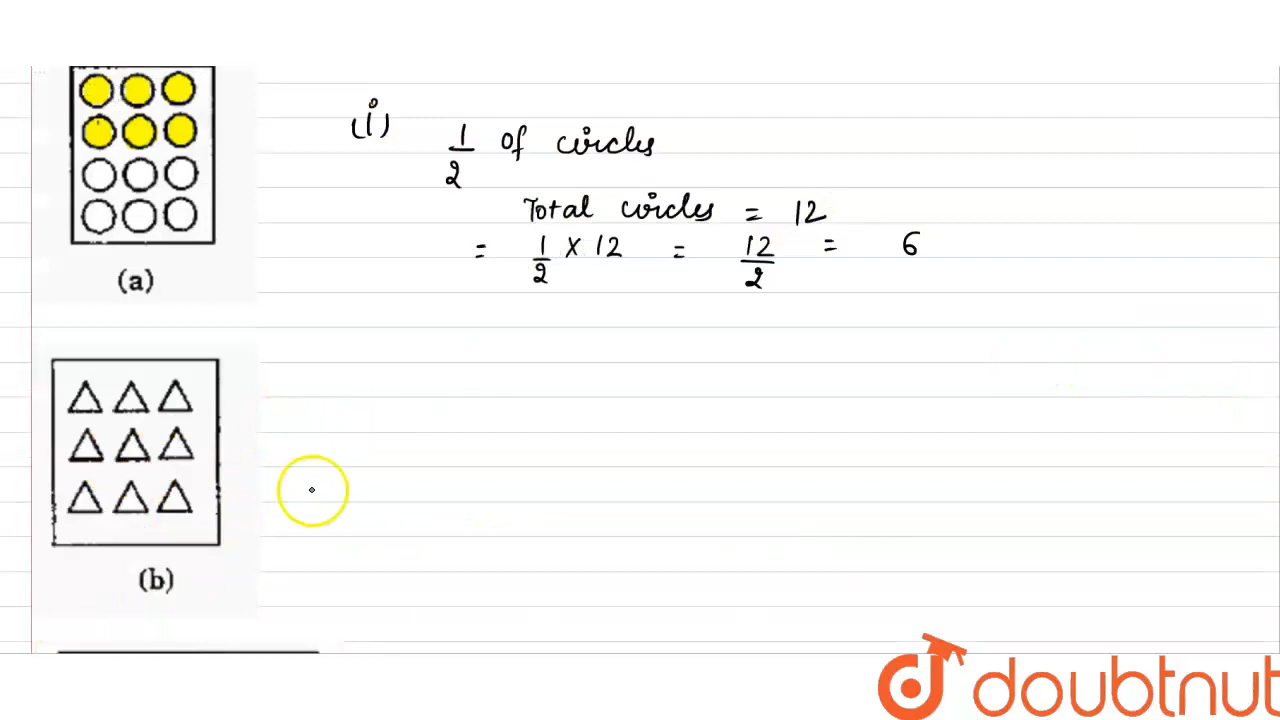 (i)
1/2 of circles
Total circles = 12
= 1/2 × 12 = 12/2 = 6
(a)
(b)
doubtnut